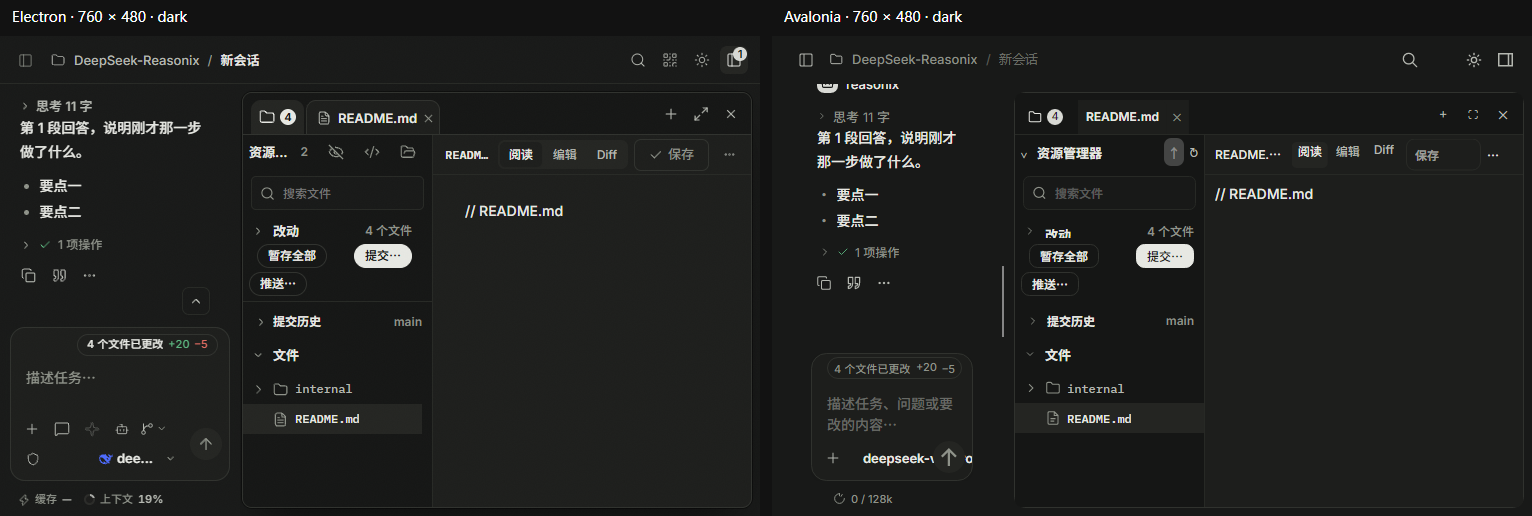 Electron · 760 × 480 · dark
DeepSeek-Reasonix / 新会话
1
思考 11 字
第 1 段回答，说明刚才那一步
做了什么。
• 要点一
• 要点二
1 项操作
4 个文件已更改 +20 −5
描述任务…
dee...
缓存 — 上下文 19%
4 README.md
资源... 2
搜索文件
改动 4 个文件
暂存全部 提交…
推送…
提交历史 main
文件
internal
README.md
READM... 阅读 编辑 Diff 保存
// README.md
Avalonia · 760 × 480 · dark
DeepSeek-Reasonix / 新会话
reasonix
思考 11 字
第 1 段回答，说明刚才
那一步做了什么。
• 要点一
• 要点二
1 项操作
4 个文件已更改 +20 −5
描述任务、问题或要
改的内容…
0 / 128k
4 README.md
资源管理器
搜索文件
改动 4 个文件
暂存全部 提交…
推送…
提交历史 main
文件
internal
README.md
README.… 阅读 编辑 Diff 保存
// README.md